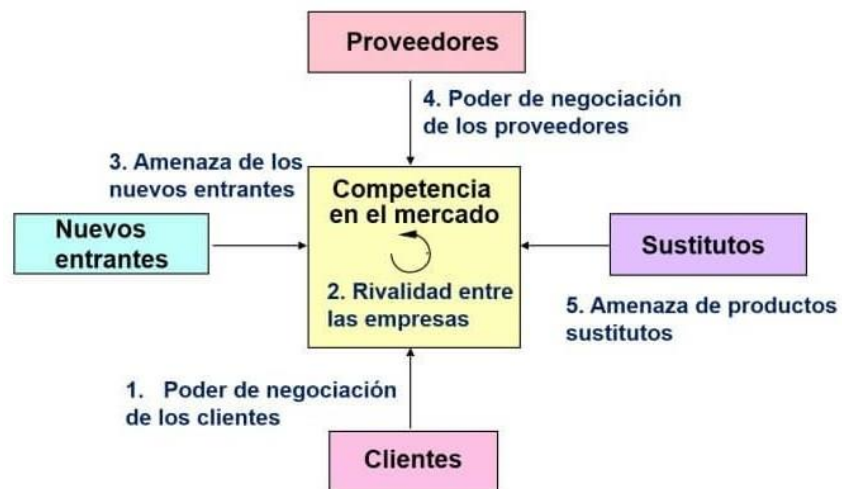 Proveedores
4. Poder de negociación
de los proveedores
3. Amenaza de los
nuevos entrantes
Competencia
en el mercado
Nuevos
entrantes
Sustitutos
2. Rivalidad entre
las empresas
5. Amenaza de productos
sustitutos
1. Poder de negociación
de los clientes
Clientes